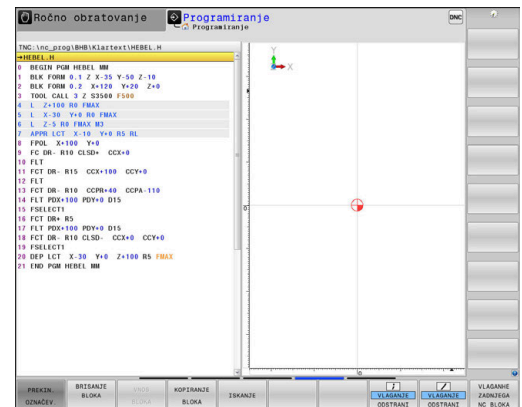 Ročno obratovanje
Programiranje
Programiranje
DNC
TNC:\nc_prog\BHB\Klartext\HEBEL.H
→HEBEL.H
0 BEGIN PGM HEBEL MM
1 BLK FORM 0.1 Z X-35 Y-50 Z-10
2 BLK FORM 0.2 X+120 Y+20 Z+0
3 TOOL CALL 3 Z S3500 F500
4 L Z+100 R0 FMAX
5 L X-30 Y+0 R0 FMAX
6 L Z-5 R0 FMAX M3
7 APPR LCT X-10 Y+0 R5 RL
8 FPOL X+100 Y+0
9 FC DR- R10 CLSD+ CCX+0
10 FLT
11 FCT DR- R15 CCX+100 CCY+0
12 FLT
13 FCT DR- R10 CCPR+40 CCPA-110
14 FLT PDX+100 PDY+0 D15
15 FSELECT1
16 FCT DR+ R5
17 FLT PDX+100 PDY+0 D15
18 FCT DR- R10 CLSD- CCX+0 CCY+0
19 FSELECT1
20 DEP LCT X-30 Y+0 Z+100 R5 FMAX
21 END PGM HEBEL MM
Y
X
0
0
PREKIN. OZNAČEV.
BRISANJE BLOKA
VNOS BLOKA
KOPIRANJE BLOKA
ISKANJE
VLAGANJE ODSTRANI
VLAGANJE ODSTRANI
VLAGANHE ZADNJEGA NC BLOKA